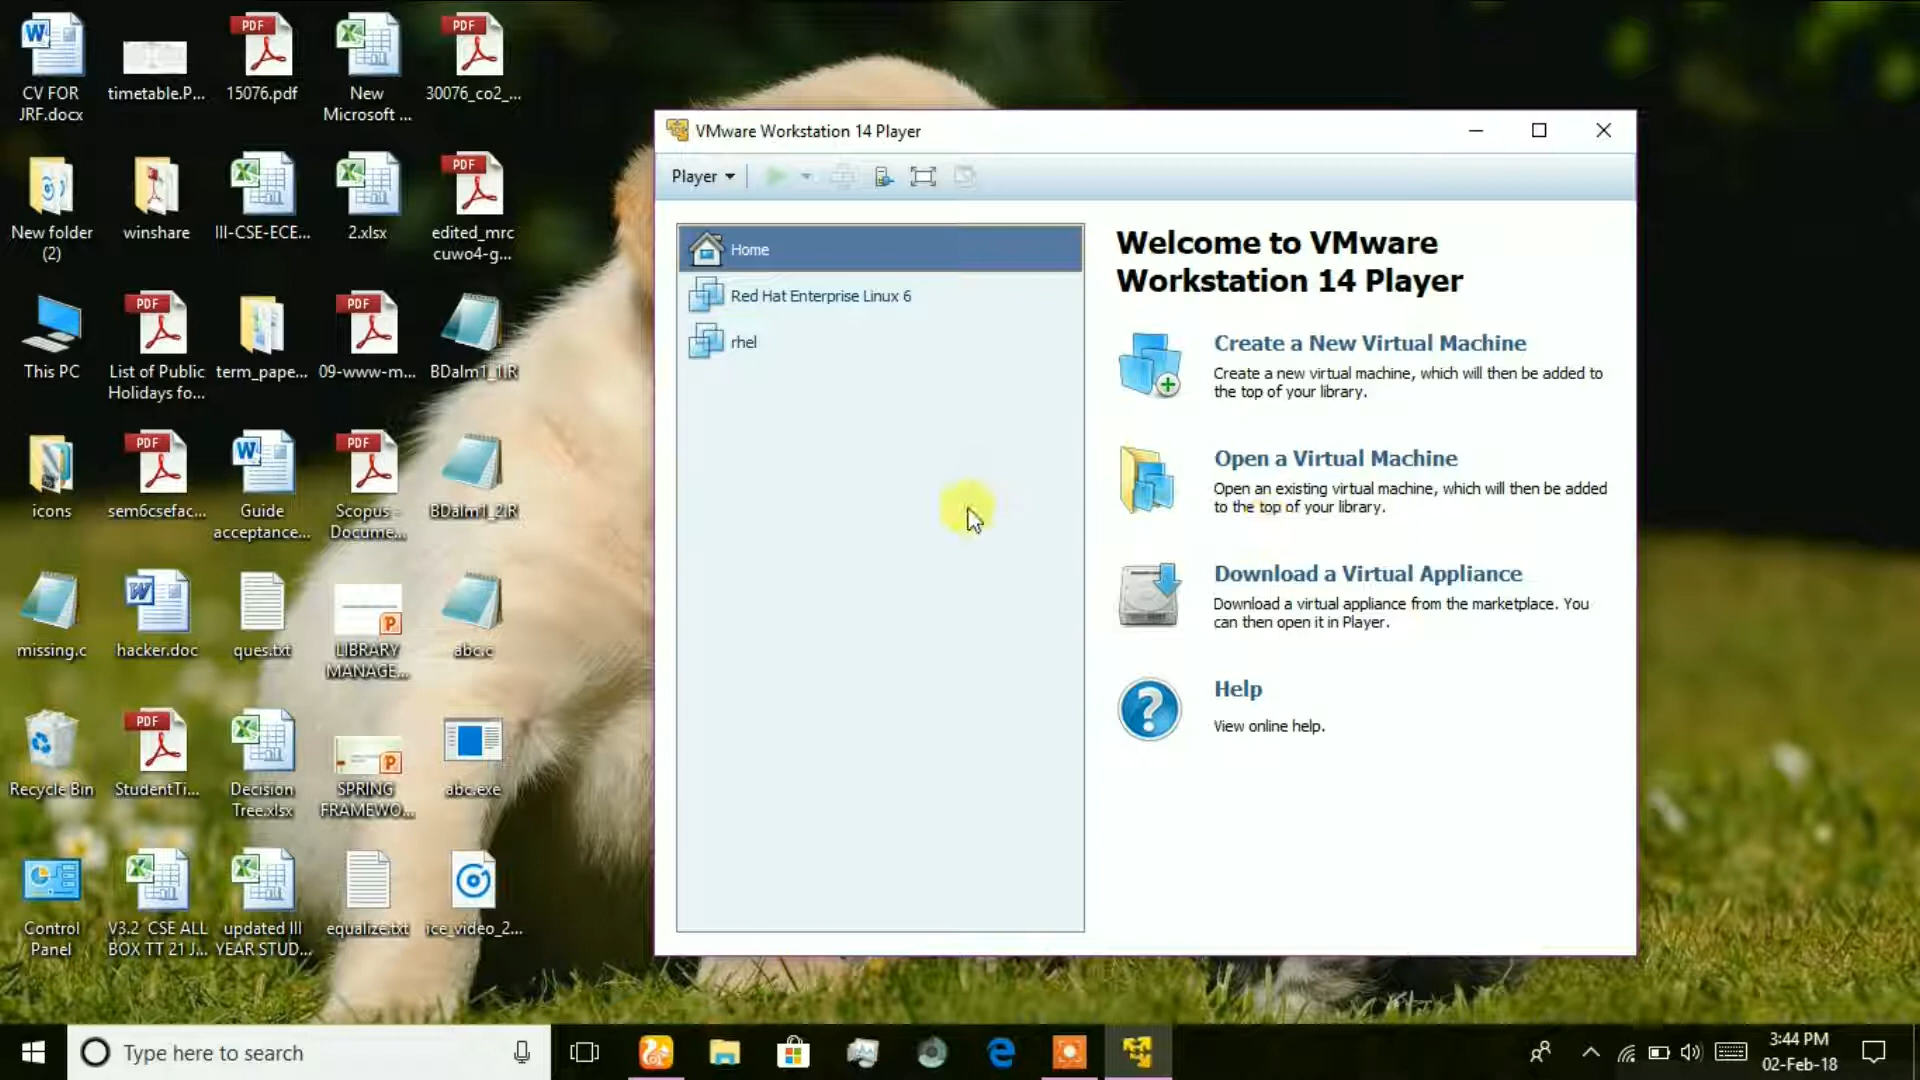 CV FOR
JRF.docx
timetable.P...
15076.pdf
New
Microsoft ...
30076_co2_...
New folder
(2)
winshare
III-CSE-ECE...
2.xlsx
edited_mrc
cuwo4-g...
This PC
List of Public
Holidays fo...
term_pape...
09-www-m...
BDalm1_1IR
icons
sem6csefac...
Guide
acceptance...
Scopus -
Docume...
BDalm1_2IR
missing.c
hacker.doc
ques.txt
LIBRARY
MANAGE...
abc.c
Recycle Bin
StudentTi...
Decision
Tree.xlsx
SPRING
FRAMEWO...
abc.exe
Control
Panel
V3.2 CSE ALL
BOX TT 21 J...
updated III
YEAR STUD...
equalize.txt
ice_video_2...
VMware Workstation 14 Player
Player
Home
Red Hat Enterprise Linux 6
rhel
Welcome to VMware
Workstation 14 Player
Create a New Virtual Machine
Create a new virtual machine, which will then be added to
the top of your library.
Open a Virtual Machine
Open an existing virtual machine, which will then be added
to the top of your library.
Download a Virtual Appliance
Download a virtual appliance from the marketplace. You
can then open it in Player.
Help
View online help.
Type here to search
3:44 PM
02-Feb-18